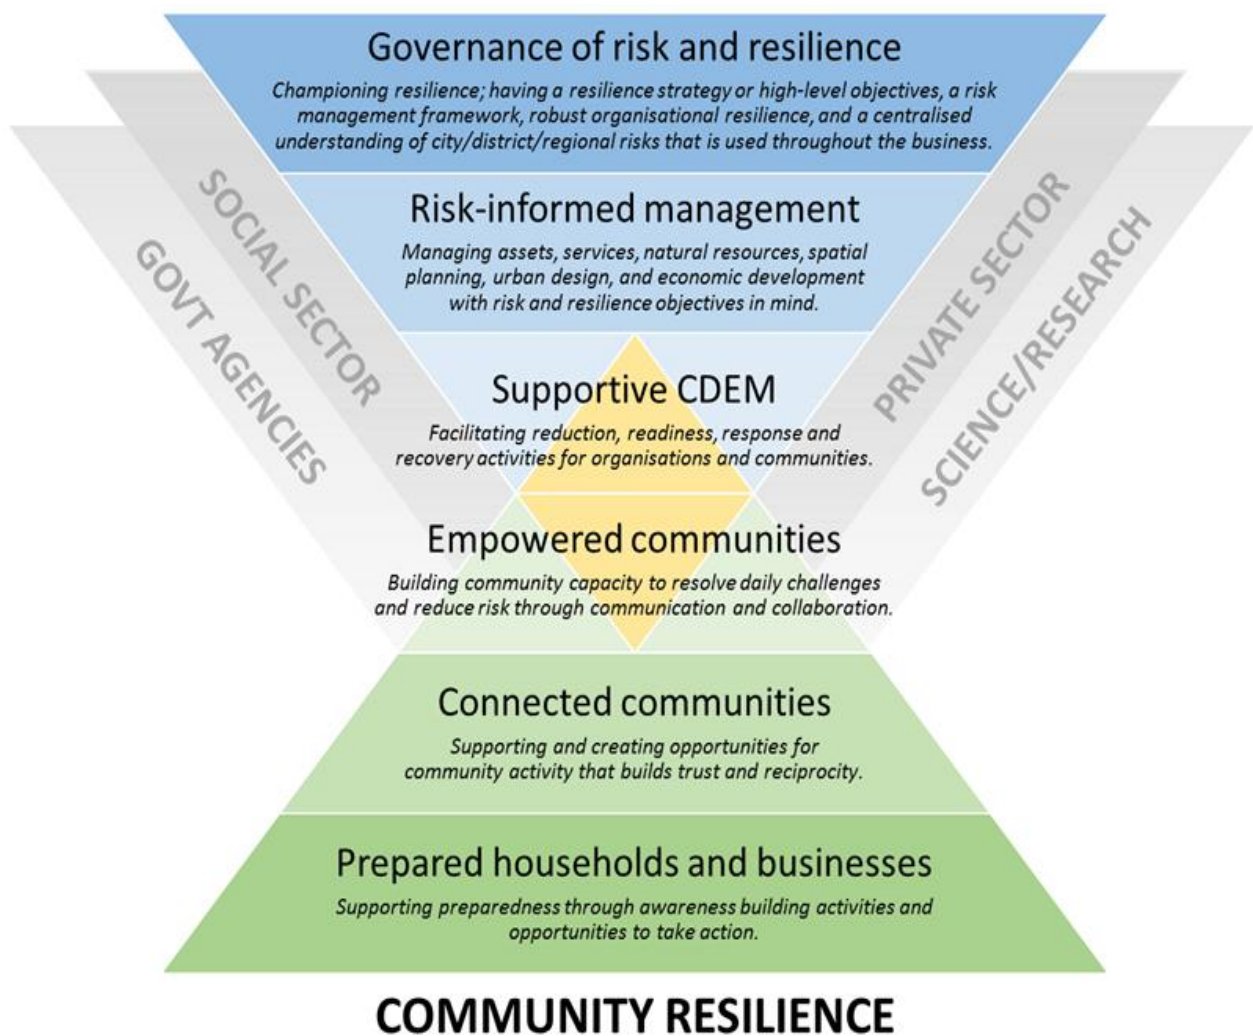 Governance of risk and resilience
Championing resilience; having a resilience strategy or high-level objectives, a risk
management framework, robust organisational resilience, and a centralised
understanding of city/district/regional risks that is used throughout the business.
Risk-informed management
Managing assets, services, natural resources, spatial
planning, urban design, and economic development
with risk and resilience objectives in mind.
GOVT AGENCIES
SOCIAL SECTOR
PRIVATE SECTOR
SCIENCE/RESEARCH
Supportive CDEM
Facilitating reduction, readiness, response and
recovery activities for organisations and communities.
Empowered communities
Building community capacity to resolve daily challenges
and reduce risk through communication and collaboration.
Connected communities
Supporting and creating opportunities for
community activity that builds trust and reciprocity.
Prepared households and businesses
Supporting preparedness through awareness building activities and
opportunities to take action.
COMMUNITY RESILIENCE